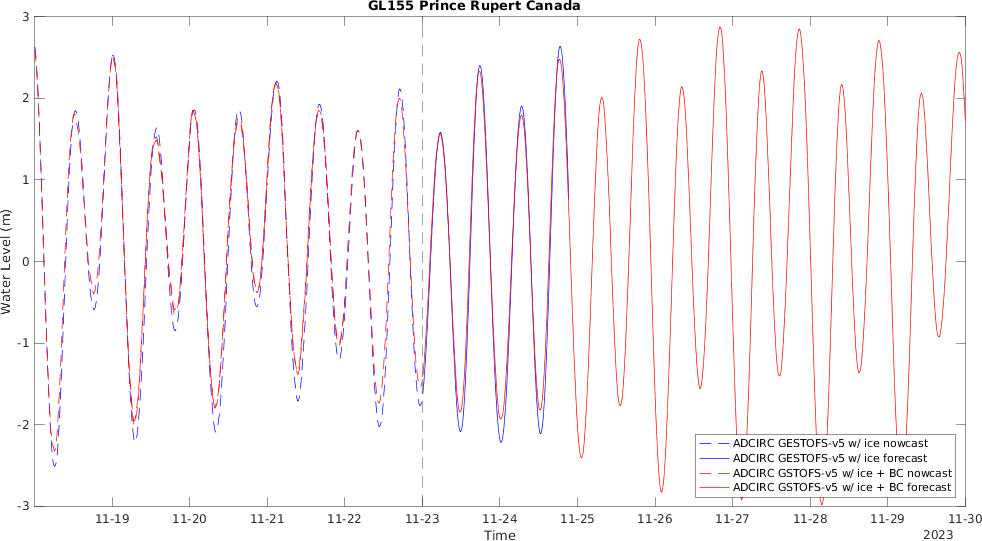 GL155 Prince Rupert Canada
Water Level (m)
3
2
1
0
-1
-2
-3
ADCIRC GESTOFS-v5 w/ ice nowcast
ADCIRC GESTOFS-v5 w/ ice forecast
ADCIRC GSTOFS-v5 w/ ice + BC nowcast
ADCIRC GSTOFS-v5 w/ ice + BC forecast
11-19 11-20 11-21 11-22 11-23 11-24 11-25 11-26 11-27 11-28 11-29 11-30
Time 2023